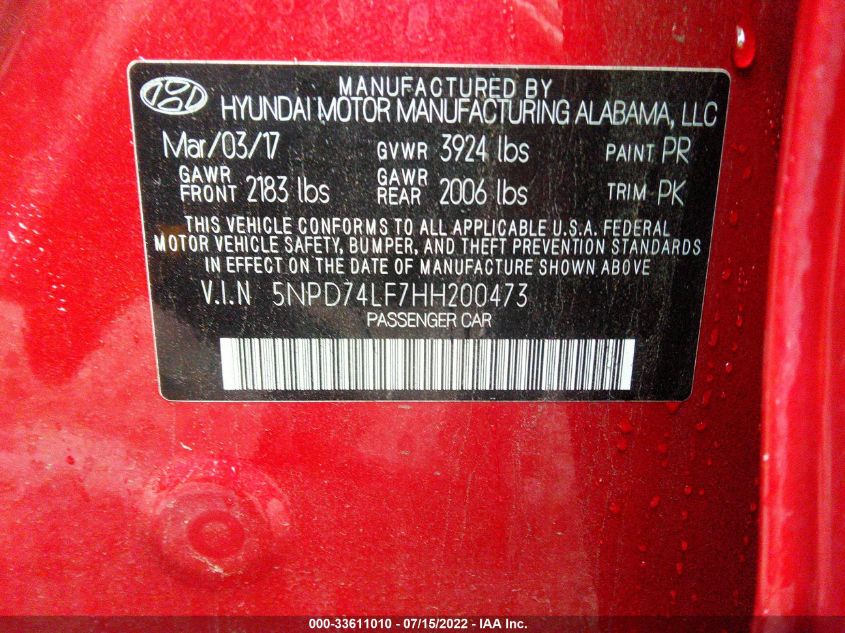 MANUFACTURED BY
HYUNDAI MOTOR MANUFACTURING ALABAMA, LLC
Mar/03/17 GVWR 3924 lbs PAINT PR
GAWR FRONT 2183 lbs GAWR REAR 2006 lbs TRIM PK
THIS VEHICLE CONFORMS TO ALL APPLICABLE U.S.A. FEDERAL
MOTOR VEHICLE SAFETY, BUMPER, AND THEFT PREVENTION STANDARDS
IN EFFECT ON THE DATE OF MANUFACTURE SHOWN ABOVE
V.I.N 5NPD74LF7HH200473
PASSENGER CAR
000-33611010 - 07/15/2022 - IAA Inc.